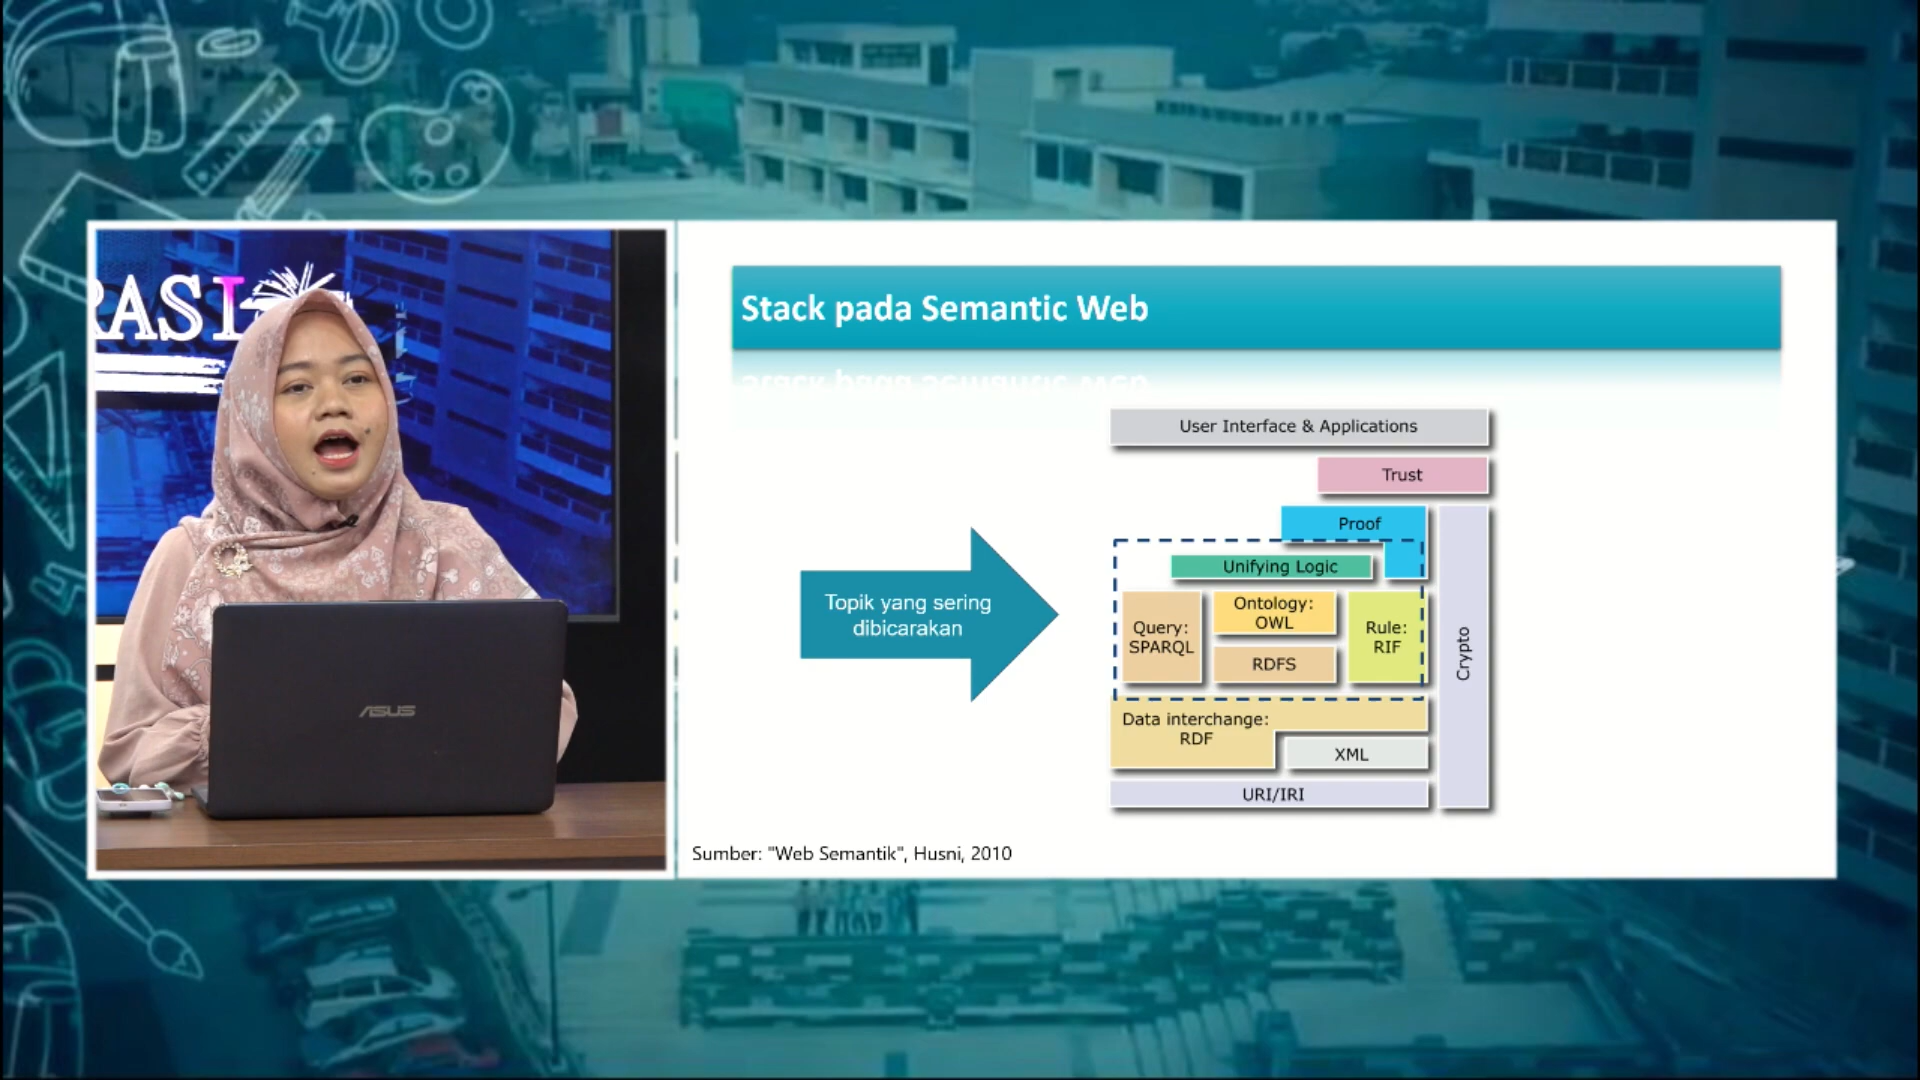 RASI
ASUS
Stack pada Semantic Web
Topik yang sering
dibicarakan
User Interface & Applications
Trust
Proof
Unifying Logic
Query:
SPARQL
Ontology:
OWL
RDFS
Rule:
RIF
Crypto
Data interchange:
RDF
XML
URI/IRI
Sumber: "Web Semantik", Husni, 2010